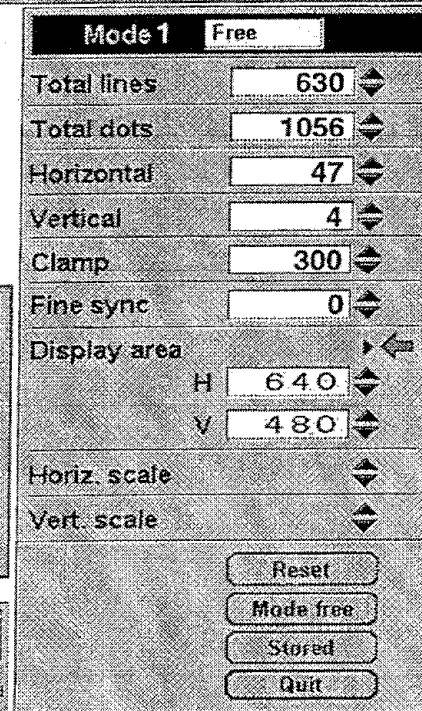 Mode 1 Free
Total lines 630
Total dots 1056
Horizontal 47
Vertical 4
Clamp 300
Fine sync 0
Display area
H 640
V 480
Horiz. scale
Vert. scale
Reset
Mode free
Stored
Quit